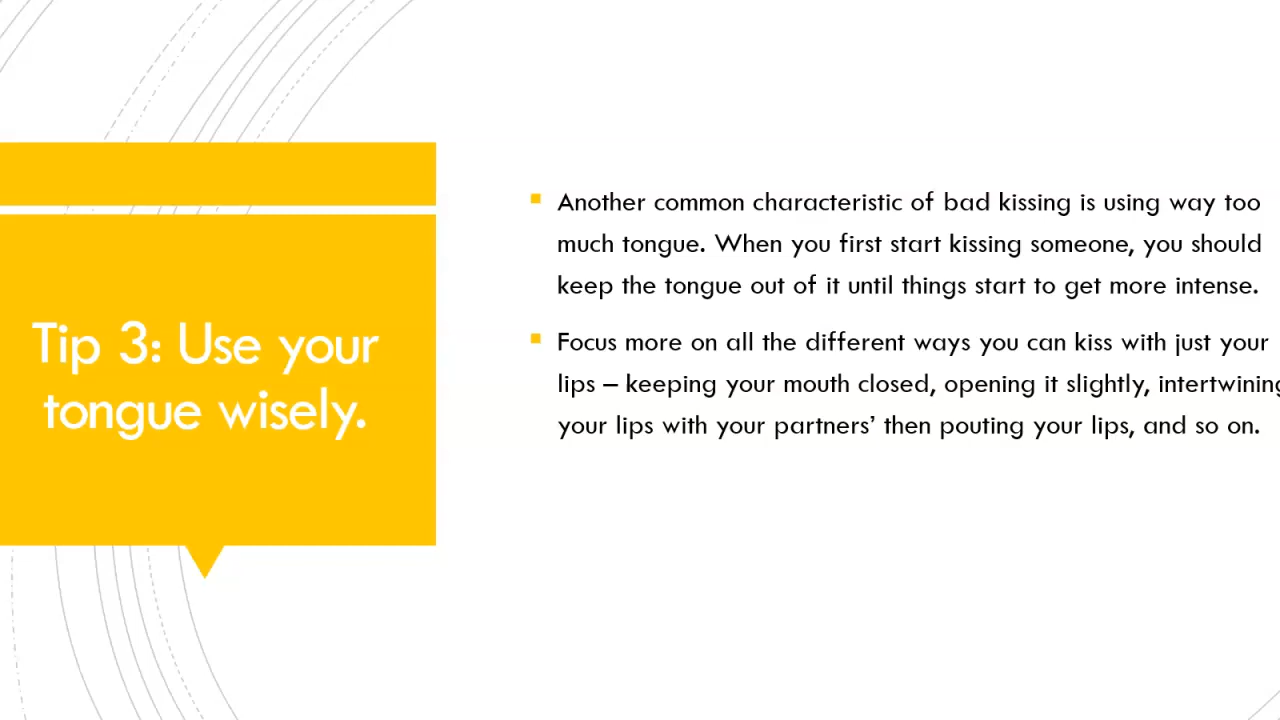 Tip 3: Use your
tongue wisely.
Another common characteristic of bad kissing is using way too
much tongue. When you first start kissing someone, you should
keep the tongue out of it until things start to get more intense.
Focus more on all the different ways you can kiss with just your
lips – keeping your mouth closed, opening it slightly, intertwining
your lips with your partners’ then pouting your lips, and so on.